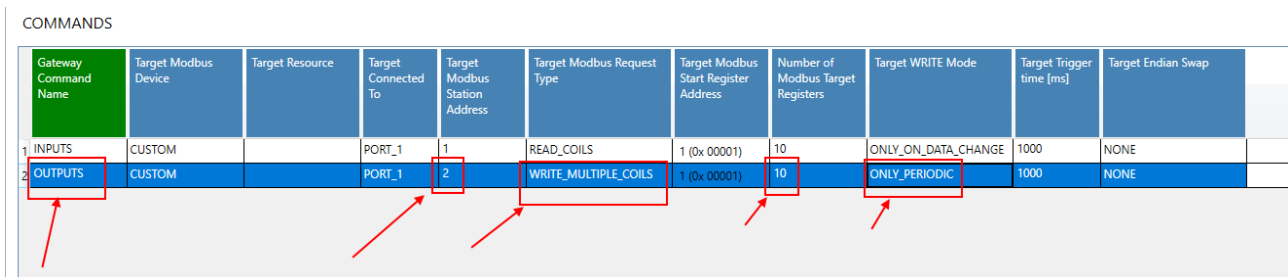 COMMANDS
Gateway Command Name Target Modbus Device Target Resource Target Connected To Target Modbus Station Address Target Modbus Request Type Target Modbus Start Register Address Number of Modbus Target Registers Target WRITE Mode Target Trigger time [ms] Target Endian Swap
1 INPUTS CUSTOM PORT_1 1 READ_COILS 1 (0x 00001) 10 ONLY_ON_DATA_CHANGE 1000 NONE
2 OUTPUTS CUSTOM PORT_1 2 WRITE_MULTIPLE_COILS 1 (0x 00001) 10 ONLY_PERIODIC 1000 NONE